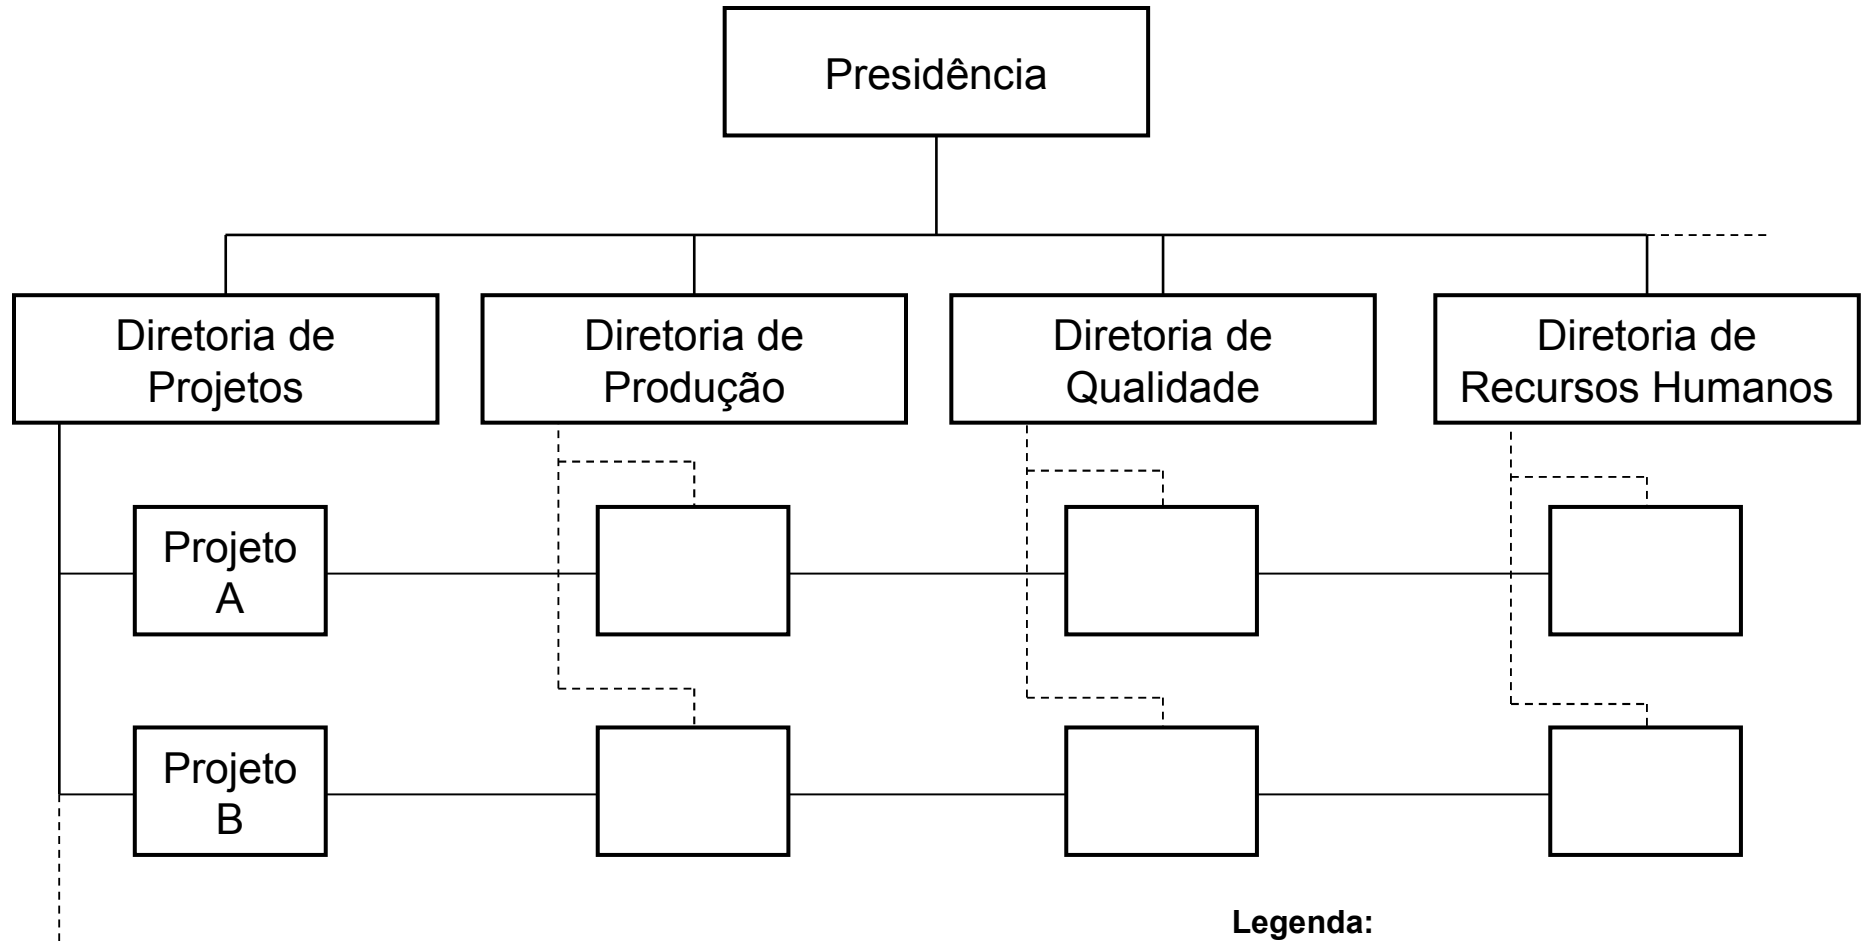 Presidência
Diretoria de
Projetos
Diretoria de
Produção
Diretoria de
Qualidade
Diretoria de
Recursos Humanos
Projeto
A
Projeto
B
Legenda: